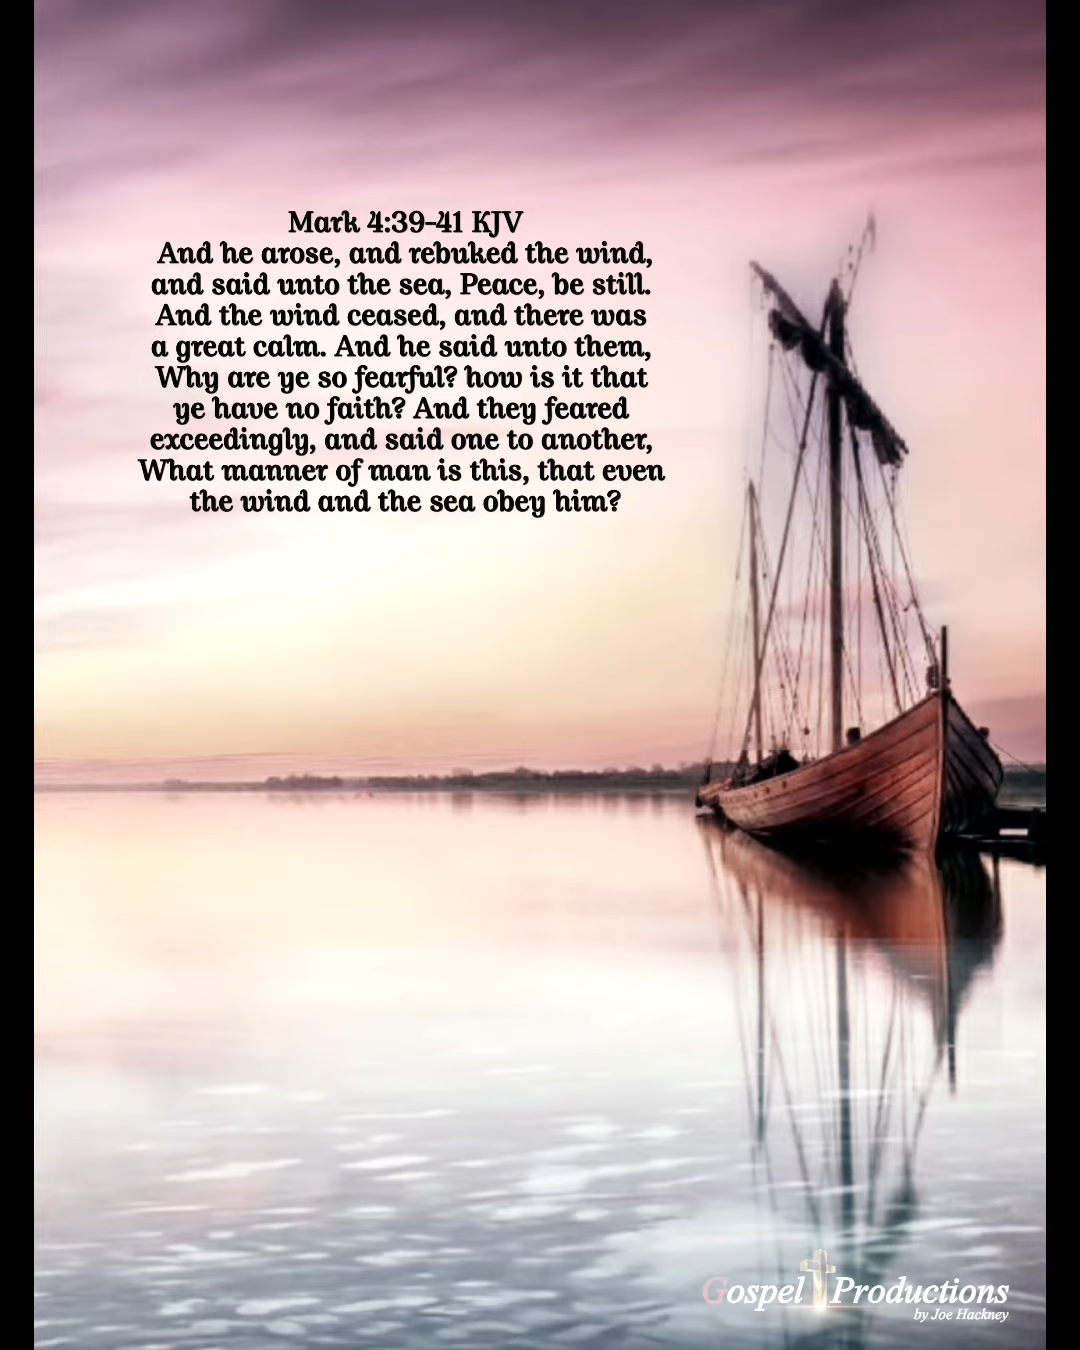 Mark 4:39-41 KJV
And he arose, and rebuked the wind,
and said unto the sea, Peace, be still.
And the wind ceased, and there was
a great calm. And he said unto them,
Why are ye so fearful? how is it that
ye have no faith? And they feared
exceedingly, and said one to another,
What manner of man is this, that even
the wind and the sea obey him?
Gospel Productions
by Joe Hackney